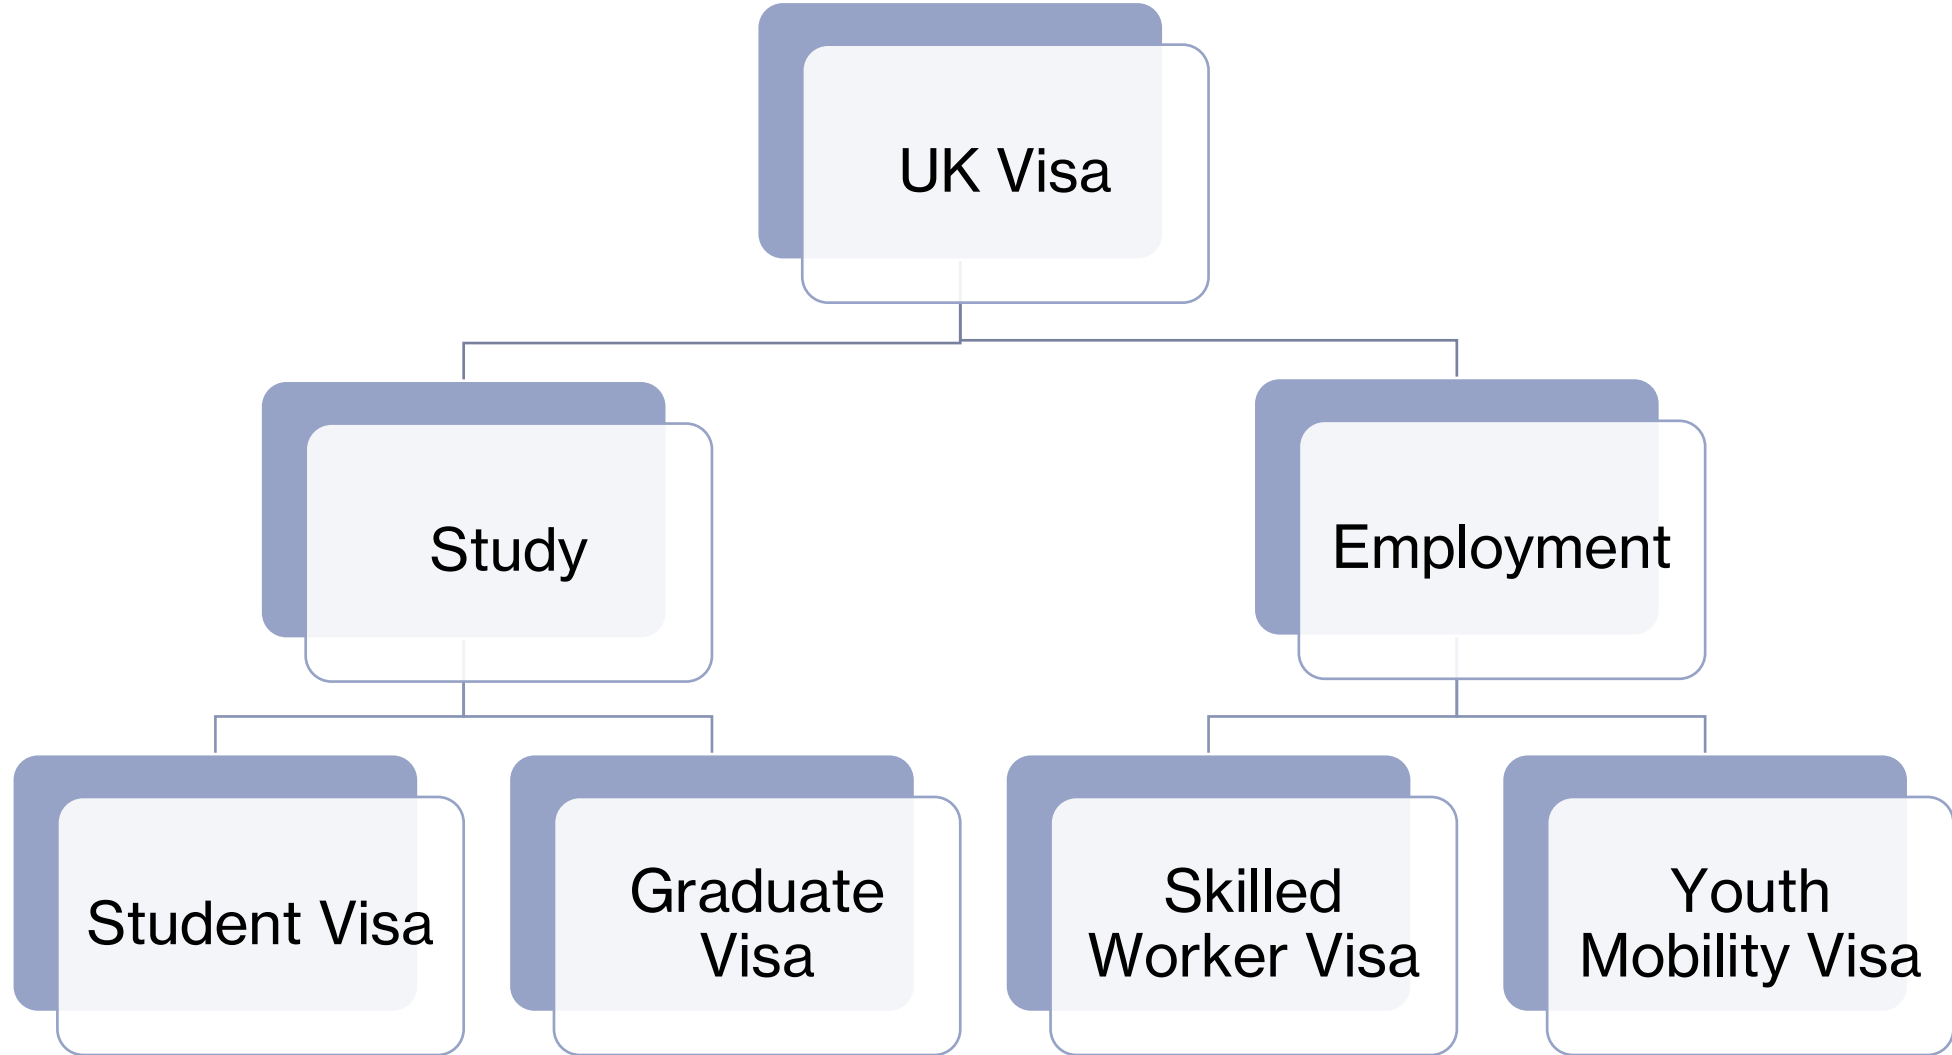 UK Visa
Study
Employment
Student Visa
Graduate
Visa
Skilled
Worker Visa
Youth
Mobility Visa